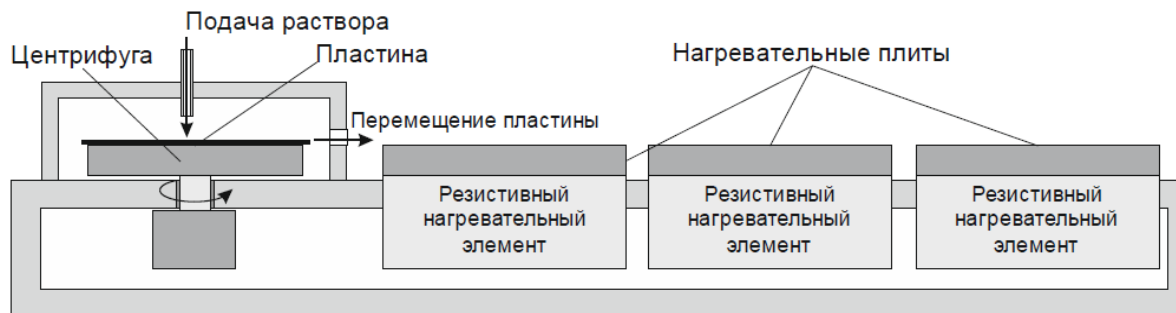 Подача раствора
Центрифуга
Пластина
Нагревательные плиты
Перемещение пластины
Резистивный
нагревательный
элемент
Резистивный
нагревательный
элемент
Резистивный
нагревательный
элемент